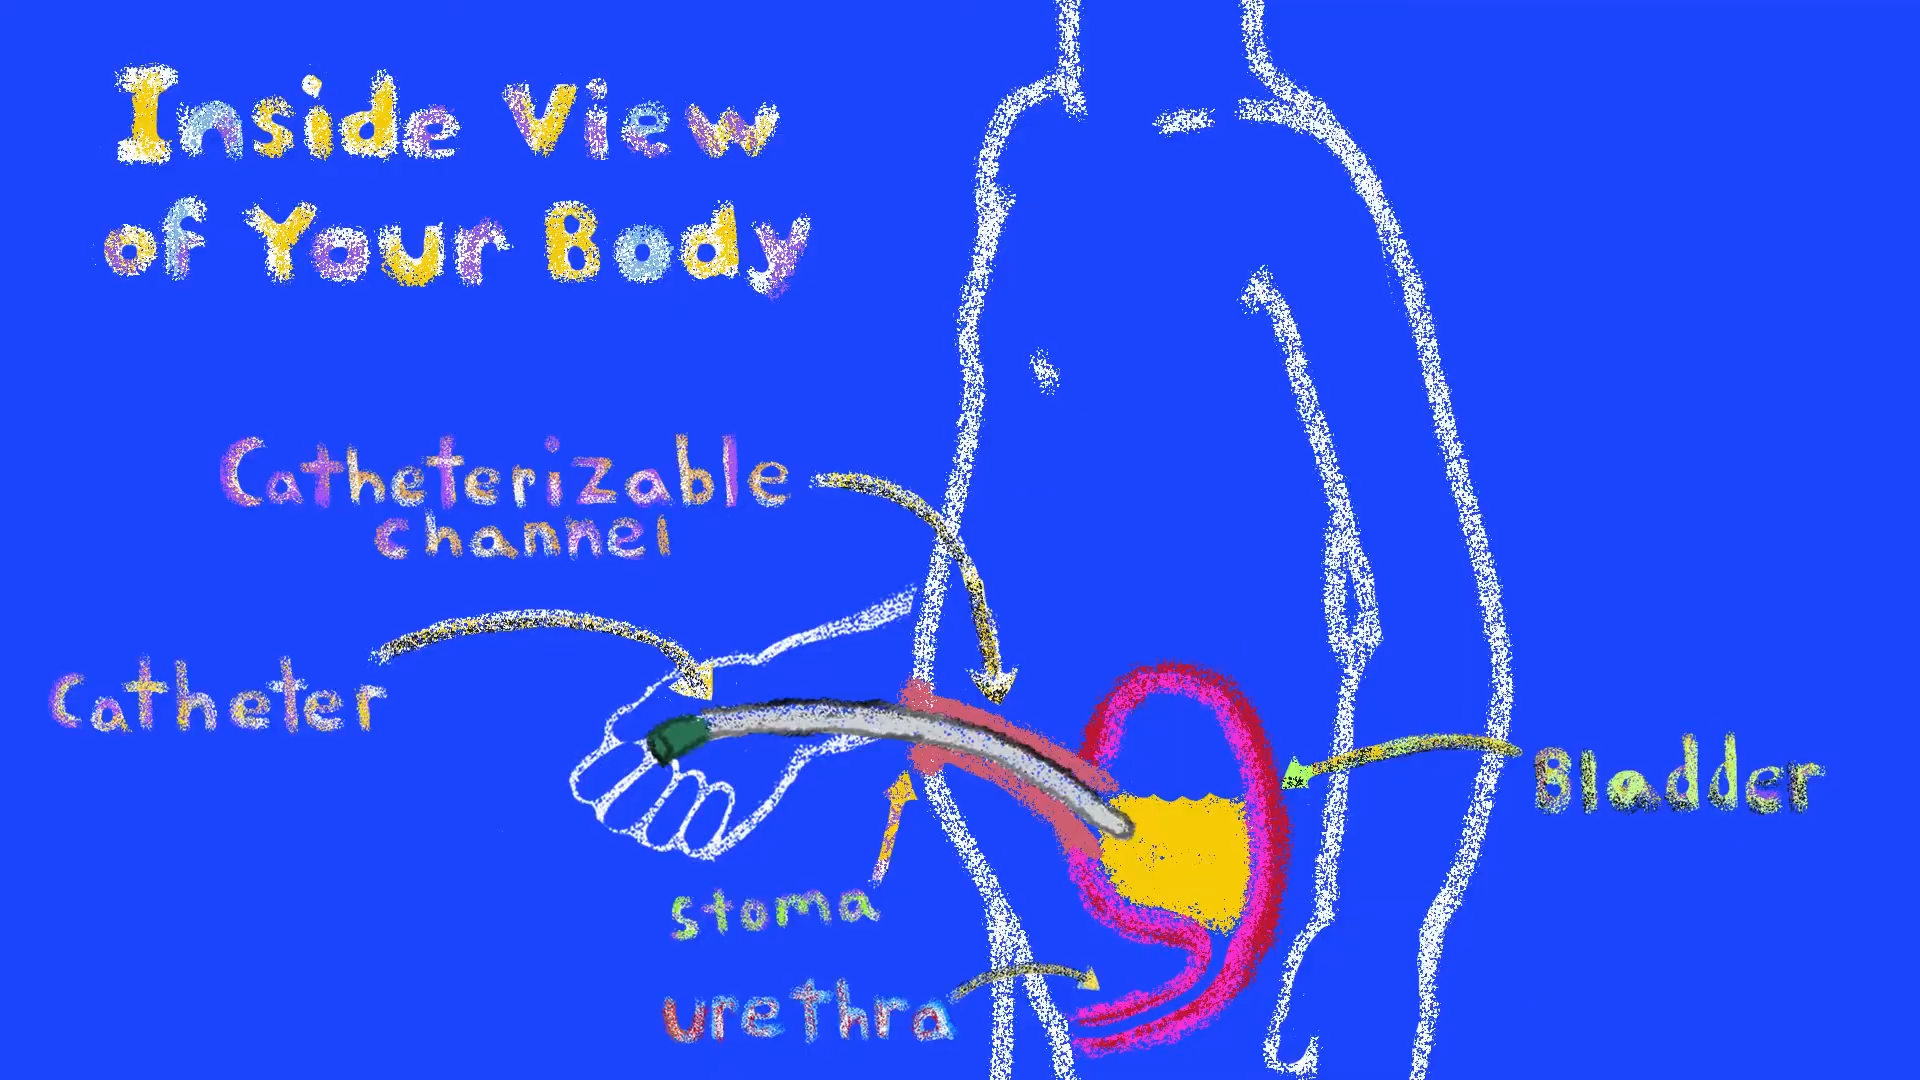 Inside View
of Your Body
Catheterizable
channel
Catheter
Bladder
stoma
urethra